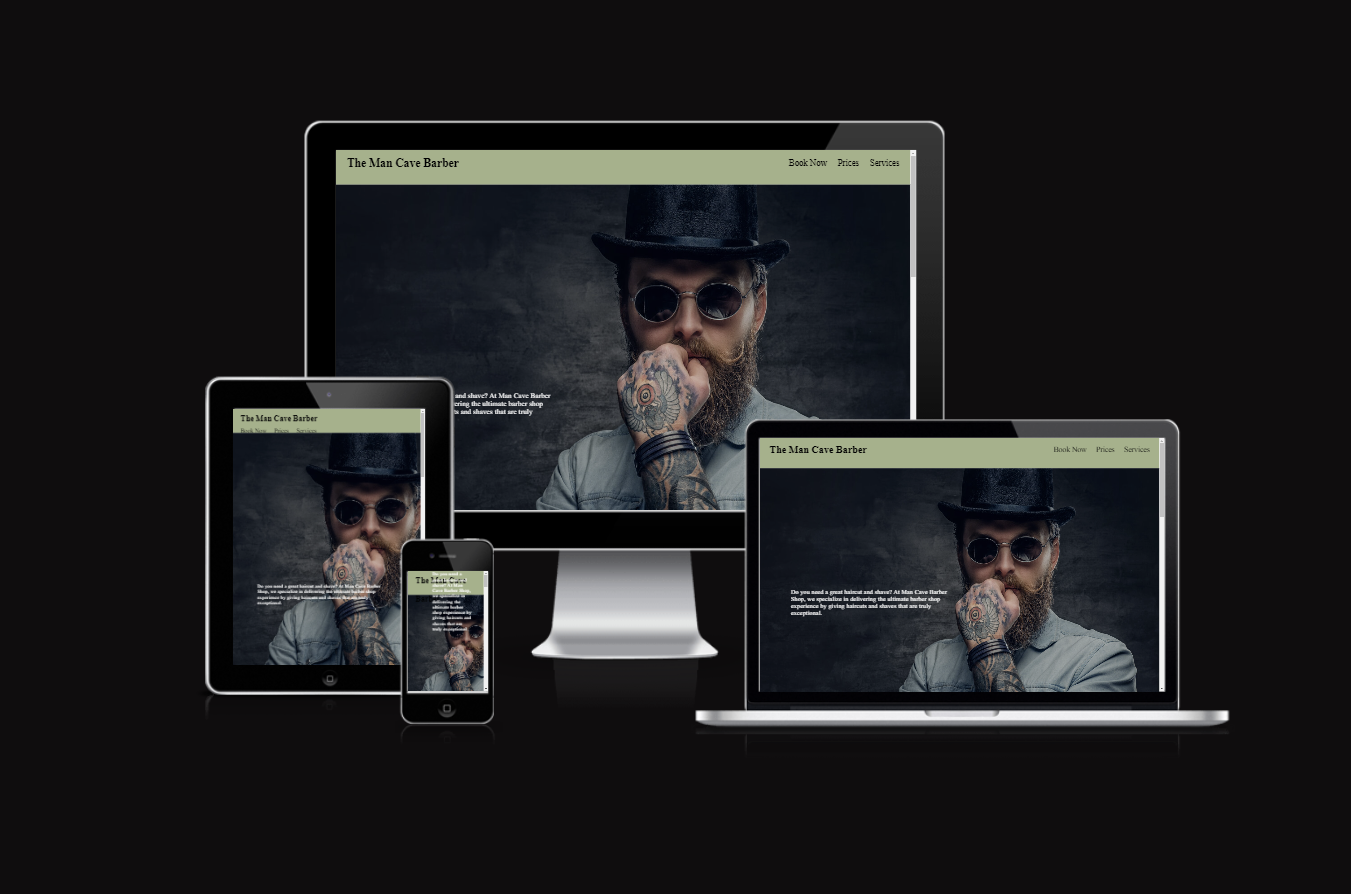 The Man Cave Barber
Book Now Prices Services
and shave? At Man Cave Barber
ering the ultimate barber shop
ts and shaves that are truly
The Man Cave Barber
Book Now Prices Services
Do you need a great haircut and shave? At Man Cave Barber
Shop, we specialize in delivering the ultimate barber shop
experience by giving haircuts and shaves that are truly
exceptional.
The Man Cave
Cave Barber Shop,
we specialize in
delivering the
ultimate barber
shop experience by
giving haircuts and
shaves that are
truly exceptional.
The Man Cave Barber
Book Now Prices Services
Do you need a great haircut and shave? At Man Cave Barber
Shop, we specialize in delivering the ultimate barber shop
experience by giving haircuts and shaves that are truly
exceptional.